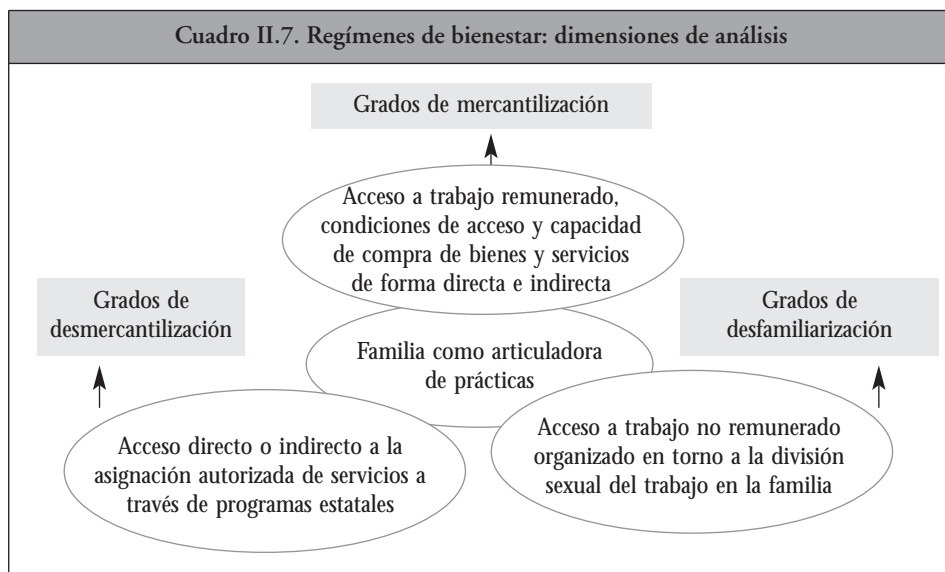 Cuadro II.7. Regímenes de bienestar: dimensiones de análisis
Grados de mercantilización
Acceso a trabajo remunerado,
condiciones de acceso y capacidad
de compra de bienes y servicios
de forma directa e indirecta
Grados de
desmercantilización
Grados de
desfamiliarización
Familia como articuladora
de prácticas
Acceso directo o indirecto a la
asignación autorizada de servicios a
través de programas estatales
Acceso a trabajo no remunerado
organizado en torno a la división
sexual del trabajo en la familia